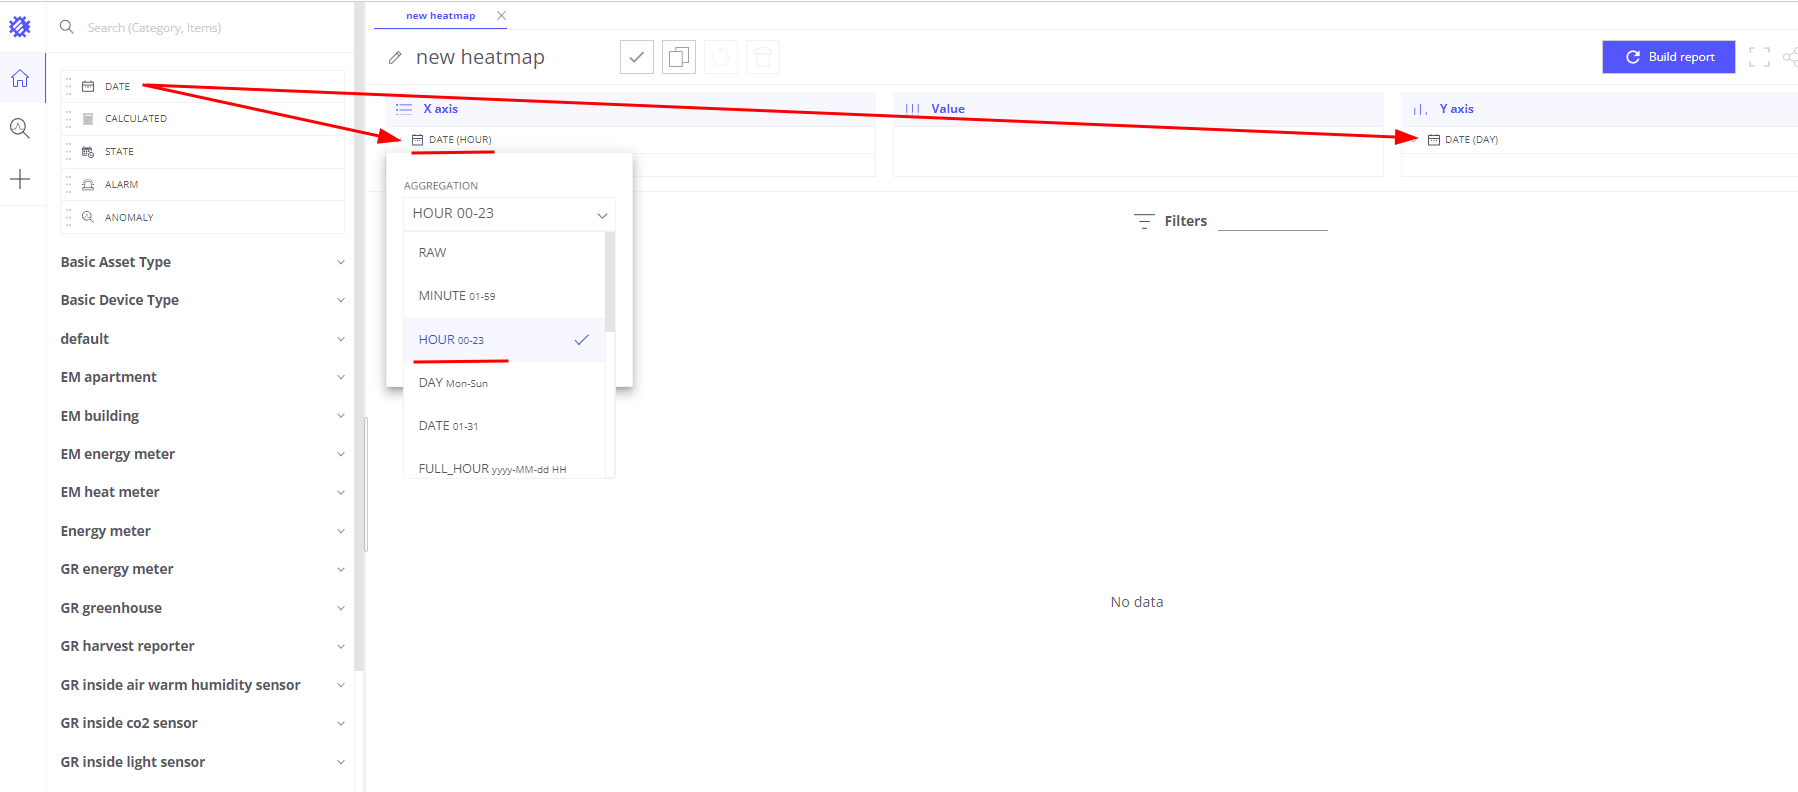 new heatmap
Search (Category, Items)
new heatmap
Build report
DATE
CALCULATED
STATE
ALARM
ANOMALY
Basic Asset Type
Basic Device Type
default
EM apartment
EM building
EM energy meter
EM heat meter
Energy meter
GR energy meter
GR greenhouse
GR harvest reporter
GR inside air warm humidity sensor
GR inside co2 sensor
GR inside light sensor
X axis
DATE (HOUR)
Value
Y axis
DATE (DAY)
AGGREGATION
HOUR 00-23
RAW
MINUTE 01-59
HOUR 00-23
DAY Mon-Sun
DATE 01-31
FULL_HOUR yyyy-MM-dd HH
Filters
No data